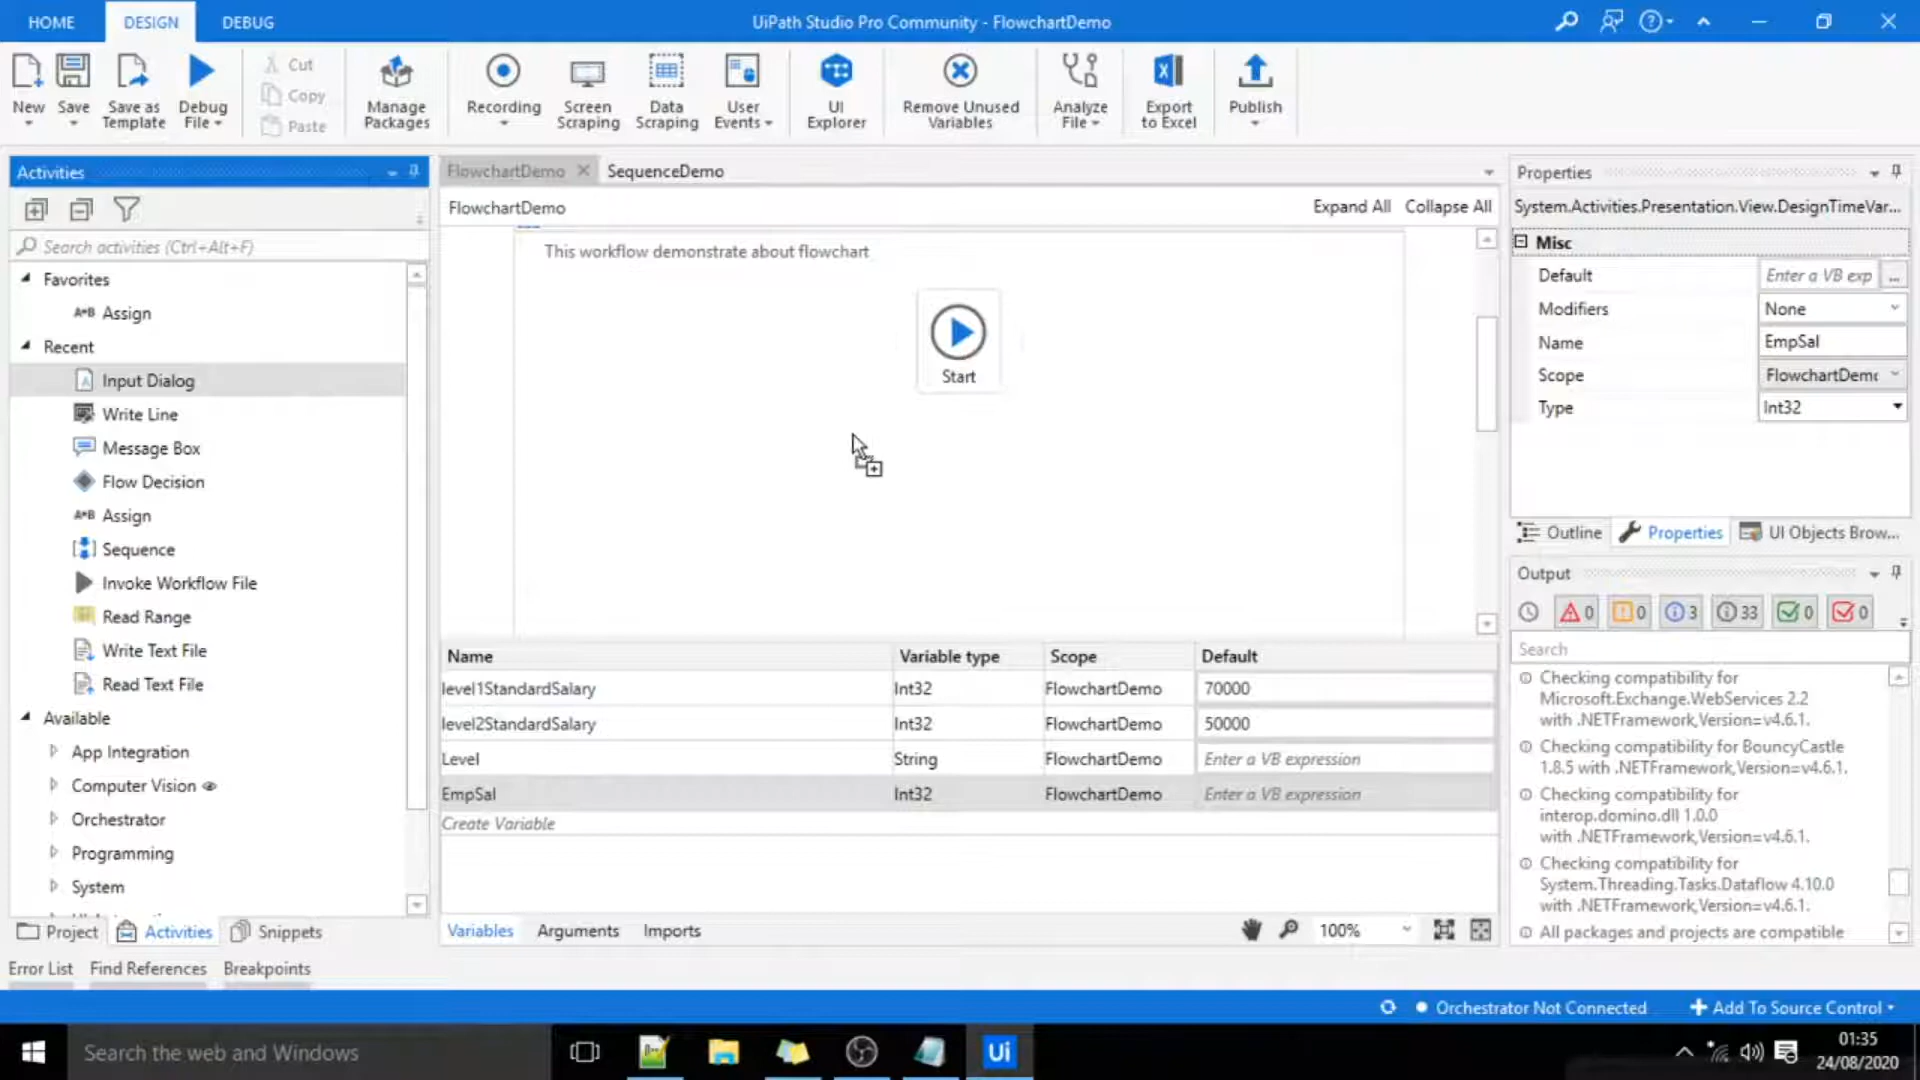 HOME
DESIGN
DEBUG
UiPath Studio Pro Community - FlowchartDemo
New
Save
Save as Template
Debug File
Cut
Copy
Paste
Manage Packages
Recording
Screen Scraping
Data Scraping
User Events
UI Explorer
Remove Unused Variables
Analyze File
Export to Excel
Publish
Activities
Search activities (Ctrl+Alt+F)
Favorites
A*B Assign
Recent
Input Dialog
Write Line
Message Box
Flow Decision
A*B Assign
Sequence
Invoke Workflow File
Read Range
Write Text File
Read Text File
Available
App Integration
Computer Vision
Orchestrator
Programming
System
Project
Activities
Snippets
FlowchartDemo
SequenceDemo
FlowchartDemo
Expand All
Collapse All
This workflow demonstrate about flowchart
Start
Name Variable type Scope Default
level1StandardSalary Int32 FlowchartDemo 70000
level2StandardSalary Int32 FlowchartDemo 50000
Level String FlowchartDemo Enter a VB expression
EmpSal Int32 FlowchartDemo Enter a VB expression
Create Variable
Variables
Arguments
Imports
100%
Properties
System.Activities.Presentation.View.DesignTimeVar...
Misc
Default Enter a VB exp ...
Modifiers None
Name EmpSal
Scope FlowchartDemo
Type Int32
Outline
Properties
UI Objects Brow...
Output
0
0
3
33
0
0
Search
Checking compatibility for
Microsoft.Exchange.WebServices 2.2
with .NETFramework,Version=v4.6.1.
Checking compatibility for BouncyCastle
1.8.5 with .NETFramework,Version=v4.6.1.
Checking compatibility for
interop.domino.dll 1.0.0
with .NETFramework,Version=v4.6.1.
Checking compatibility for
System.Threading.Tasks.Dataflow 4.10.0
with .NETFramework,Version=v4.6.1.
All packages and projects are compatible
Error List
Find References
Breakpoints
Orchestrator Not Connected
Add To Source Control
Search the web and Windows
Ui
01:35
24/08/2020